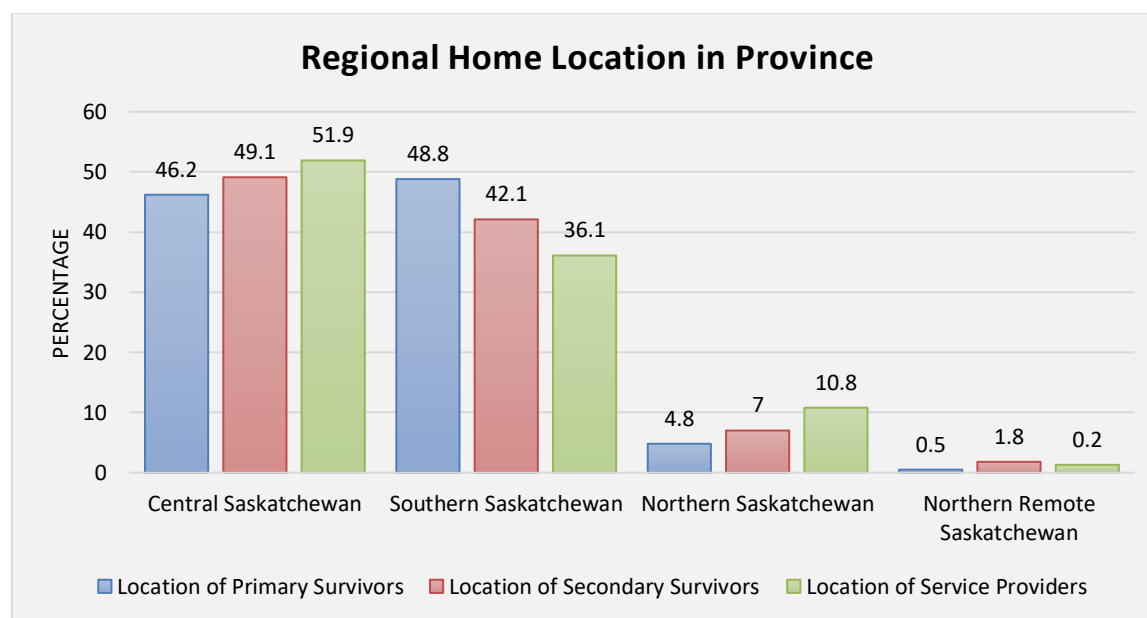 Regional Home Location in Province
PERCENTAGE
60
50
40
30
20
10
0
46.2
49.1
51.9
48.8
42.1
36.1
4.8
7
10.8
0.5
1.8
0.2
Central Saskatchewan
Southern Saskatchewan
Northern Saskatchewan
Northern Remote
Saskatchewan
Location of Primary Survivors
Location of Secondary Survivors
Location of Service Providers